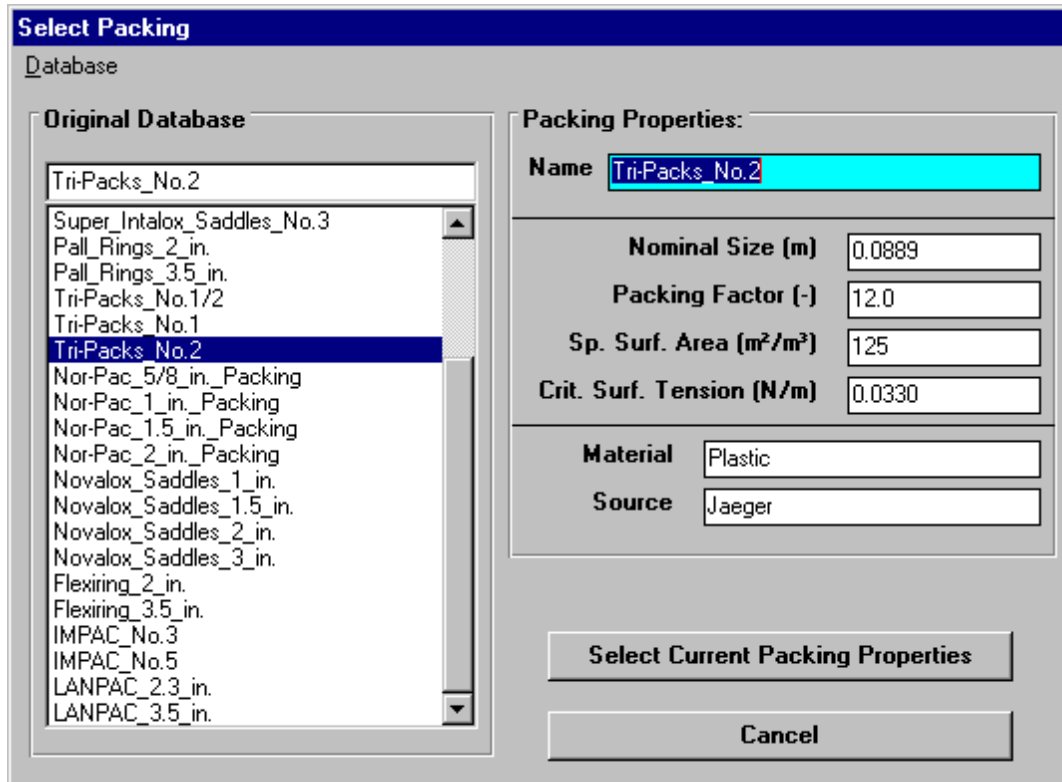 Select Packing
Database
Original Database
Tri-Packs_No.2
Super_Intalox_Saddles_No.3
Pall_Rings_2_in.
Pall_Rings_3.5_in.
Tri-Packs_No.1/2
Tri-Packs_No.1
Tri-Packs_No.2
Nor-Pac_5/8_in._Packing
Nor-Pac_1_in._Packing
Nor-Pac_1.5_in._Packing
Nor-Pac_2_in._Packing
Novalox_Saddles_1_in.
Novalox_Saddles_1.5_in.
Novalox_Saddles_2_in.
Novalox_Saddles_3_in.
Flexiring_2_in.
Flexiring_3.5_in.
IMPAC_No.3
IMPAC_No.5
LANPAC_2.3_in.
LANPAC_3.5_in.
Packing Properties:
Name Tri-Packs_No.2
Nominal Size (m) 0.0889
Packing Factor (-) 12.0
Sp. Surf. Area (m²/m³) 125
Crit. Surf. Tension (N/m) 0.0330
Material Plastic
Source Jaeger
Select Current Packing Properties
Cancel